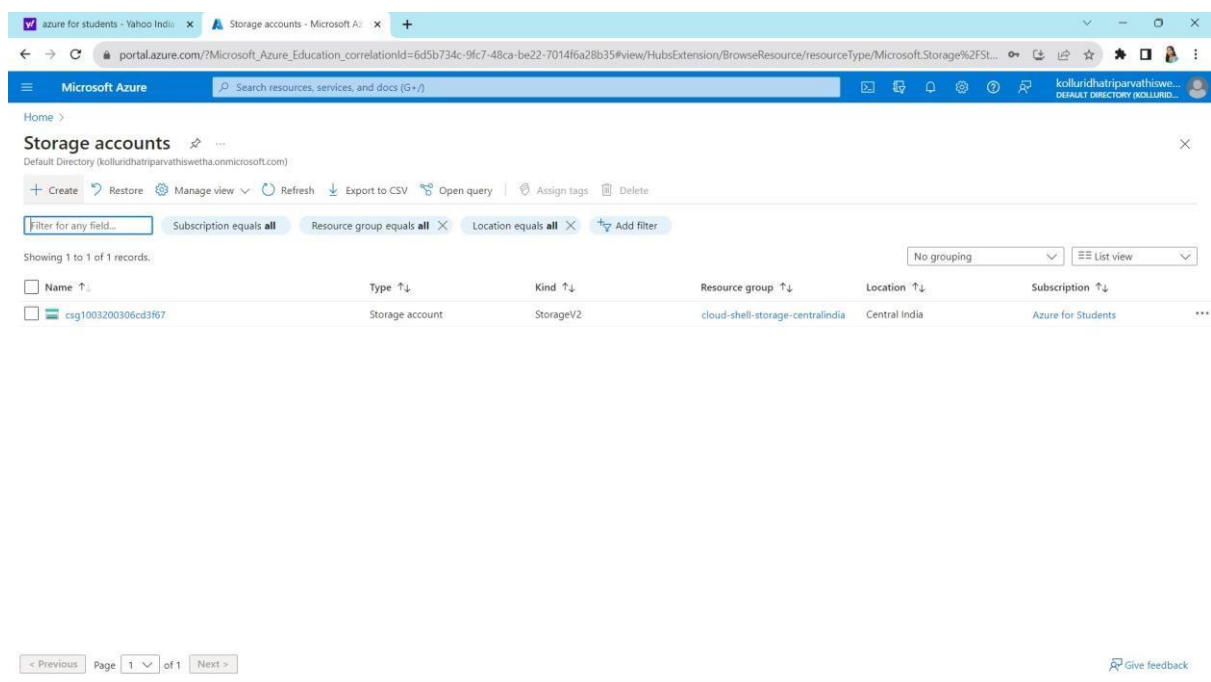 azure for students - Yahoo India
Storage accounts - Microsoft Az
portal.azure.com/?Microsoft_Azure_Education_correlationId=6d5b734c-9fc7-48ca-be22-7014f6a28b35#view/HubsExtension/BrowseResource/resourceType/Microsoft.Storage%2FSt...
Microsoft Azure
Search resources, services, and docs (G+/)
kolluridhatriparvathiswe...
DEFAULT DIRECTORY (KOLLURID...
Home >
Storage accounts ...
Default Directory (kolluridhatriparvathiswetha.onmicrosoft.com)
+ Create Restore Manage view Refresh Export to CSV Open query Assign tags Delete
Filter for any field... Subscription equals all Resource group equals all Location equals all Add filter
Showing 1 to 1 of 1 records.
No grouping List view
Name Type Kind Resource group Location Subscription
csg1003200306cd3f67 Storage account StorageV2 cloud-shell-storage-centralindia Central India Azure for Students ...
< Previous Page 1 of 1 Next >
Give feedback